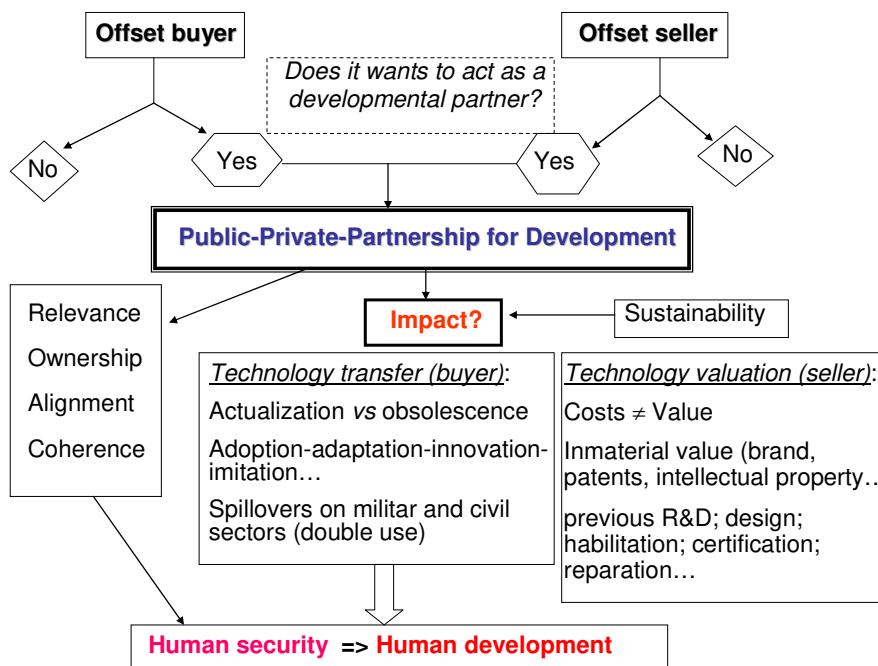 Offset buyer
Offset seller
Does it wants to act as a
developmental partner?
No
Yes
Yes
No
Public-Private-Partnership for Development
Relevance
Ownership
Alignment
Coherence
Impact?
Sustainability
Technology transfer (buyer):
Actualization vs obsolescence
Adoption-adaptation-innovation-
imitation…
Spillovers on militar and civil
sectors (double use)
Technology valuation (seller):
Costs ≠ Value
Inmaterial value (brand,
patents, intellectual property…
previous R&D; design;
habilitation; certification;
reparation…
Human security => Human development